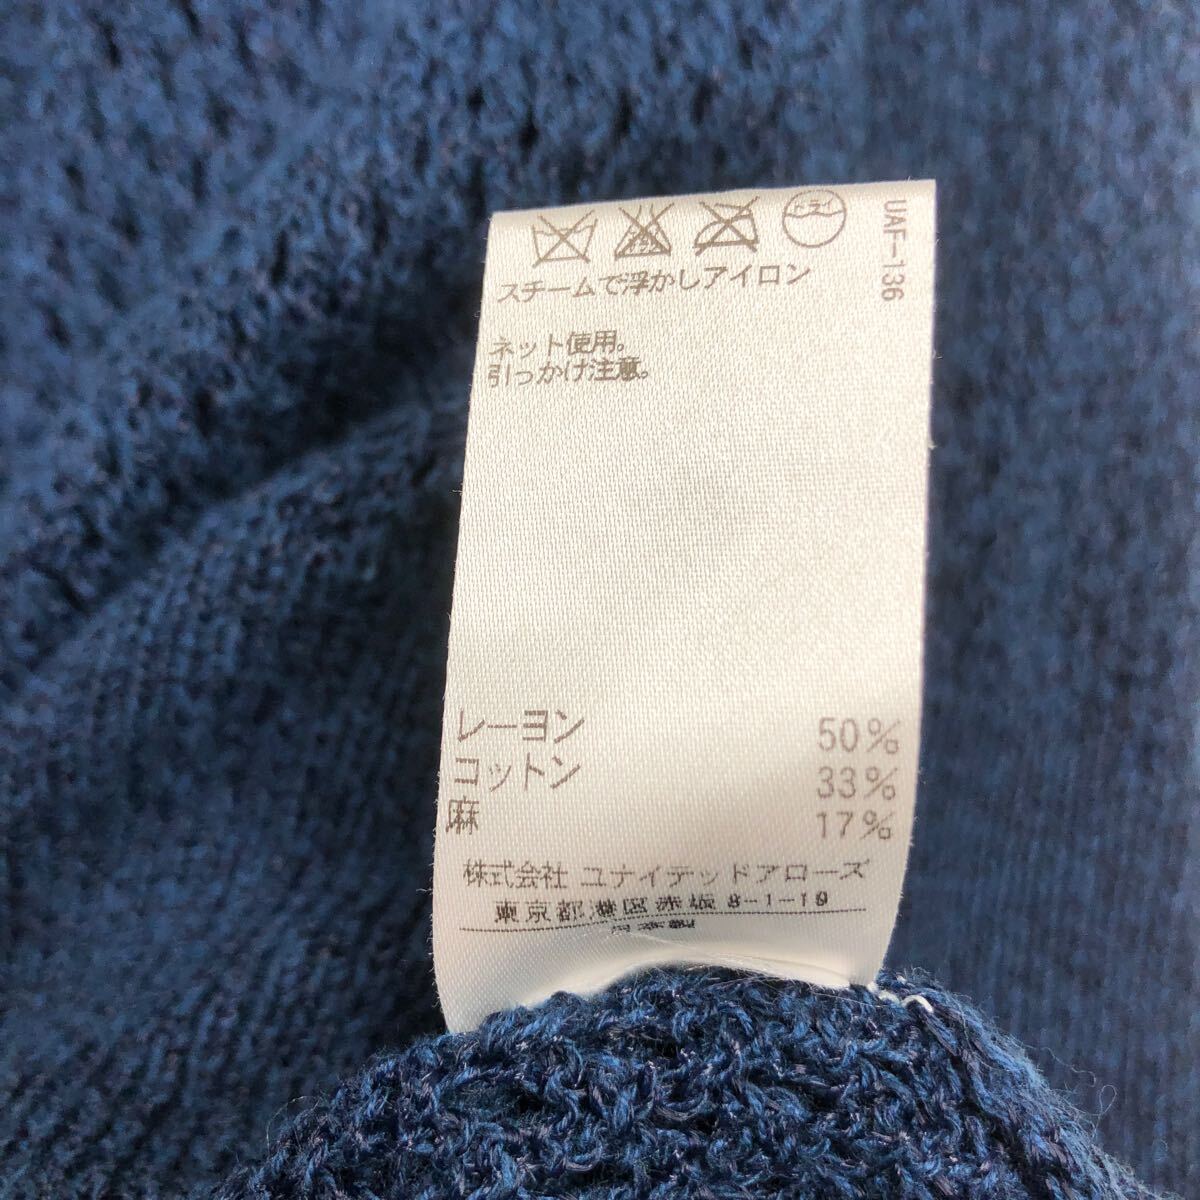 ドライ
UAF-136
スチームで浮かしアイロン
ネット使用。
引っかけ注意。
レーヨン 50%
コットン 33%
麻 17%
株式会社 ユナイテッドアローズ
東京都港区赤坂8-1-19
日本製